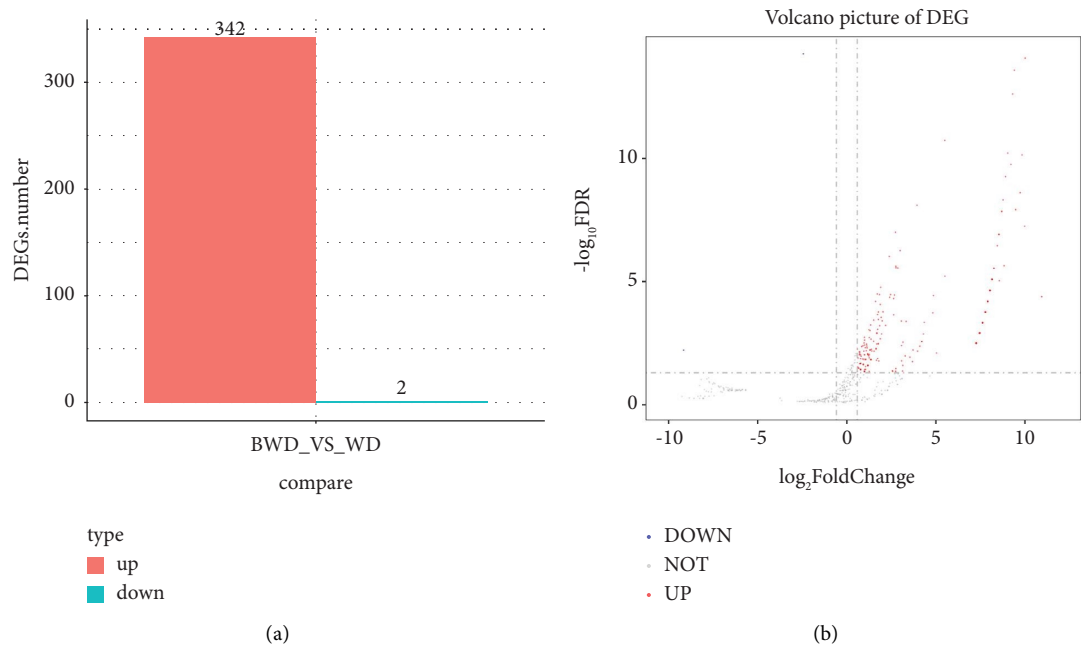 342
300
200
100
0
2
DEGs.number
BWD_VS_WD
compare
type
up
down
(a)
Volcano picture of DEG
10
5
0
-log₁₀FDR
-10 -5 0 5 10
log₂FoldChange
DOWN
NOT
UP
(b)